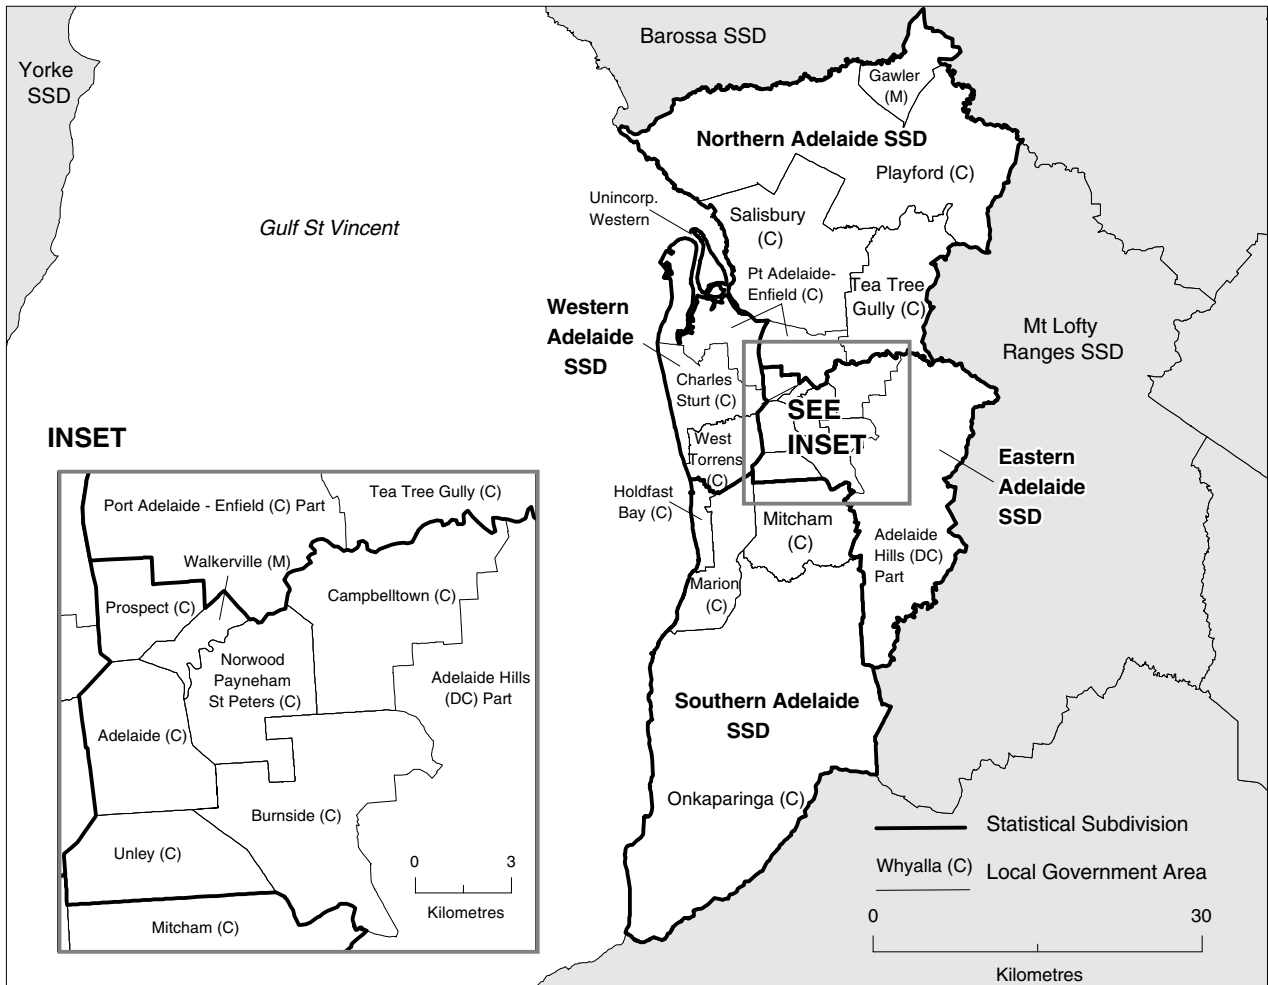 Barossa SSD
Yorke
SSD
Gawler
(M)
Northern Adelaide SSD
Playford (C)
Unincorp.
Western
Salisbury
(C)
Gulf St Vincent
Pt Adelaide-
Enfield (C)
Tea Tree
Gully (C)
Western
Adelaide
SSD
Mt Lofty
Ranges SSD
Charles
Sturt (C)
SEE
INSET
West
Torrens
(C)
Eastern
Adelaide
SSD
Holdfast
Bay (C)
Mitcham
(C)
Adelaide
Hills (DC)
Part
Marion
(C)
Southern Adelaide
SSD
Onkaparinga (C)
INSET
Port Adelaide - Enfield (C) Part
Tea Tree Gully (C)
Walkerville (M)
Prospect (C)
Campbelltown (C)
Norwood
Payneham
St Peters (C)
Adelaide Hills
(DC) Part
Adelaide (C)
Burnside (C)
Unley (C)
0 3
Kilometres
Mitcham (C)
Statistical Subdivision
Whyalla (C) Local Government Area
0 30
Kilometres